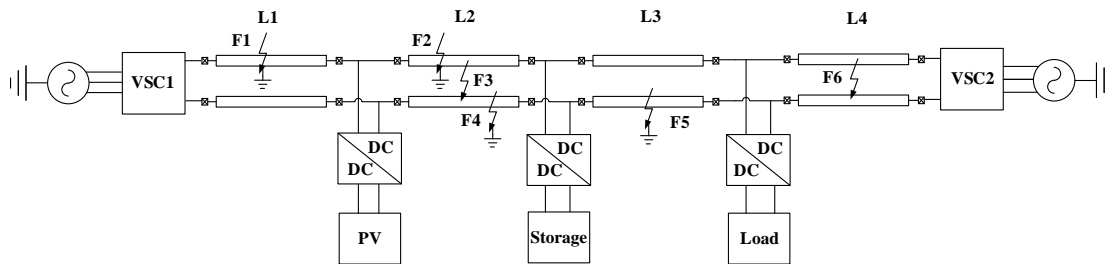 L1
L2
L3
L4
F1
F2
VSC1
VSC2
F3
F6
F4
F5
DC
DC
DC
DC
DC
DC
PV
Storage
Load